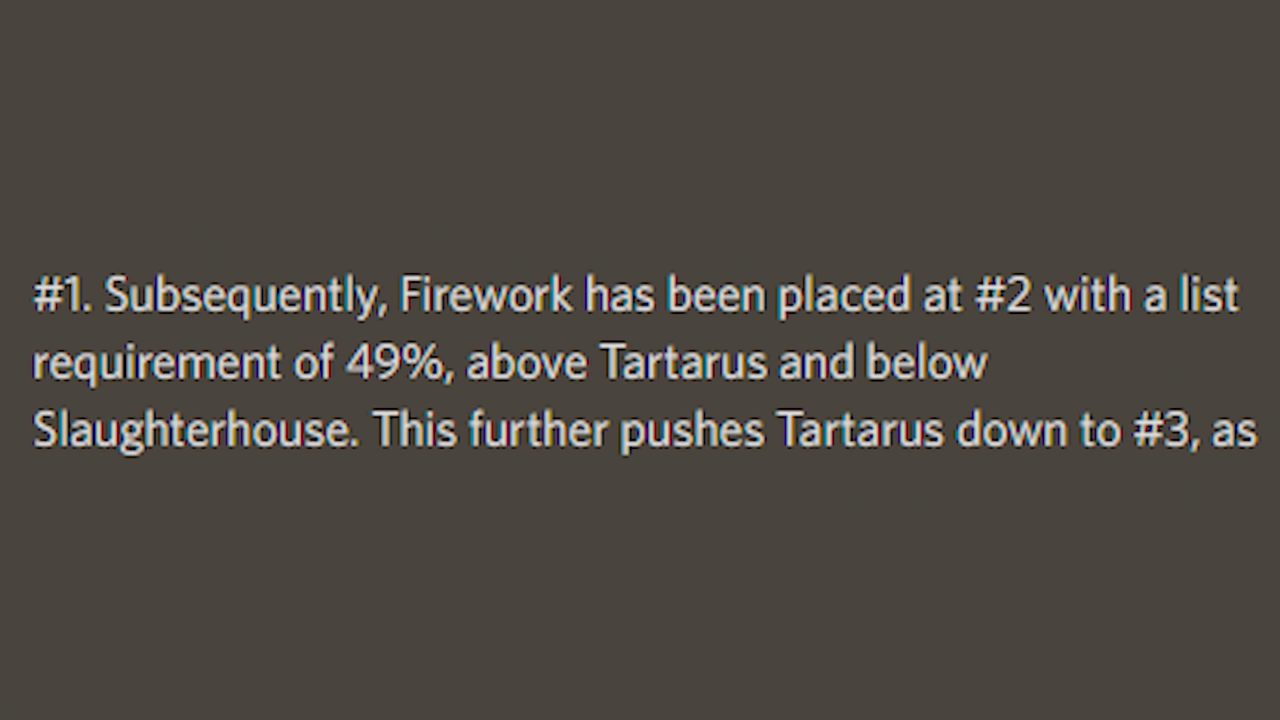 #1. Subsequently, Firework has been placed at #2 with a list
requirement of 49%, above Tartarus and below
Slaughterhouse. This further pushes Tartarus down to #3, as